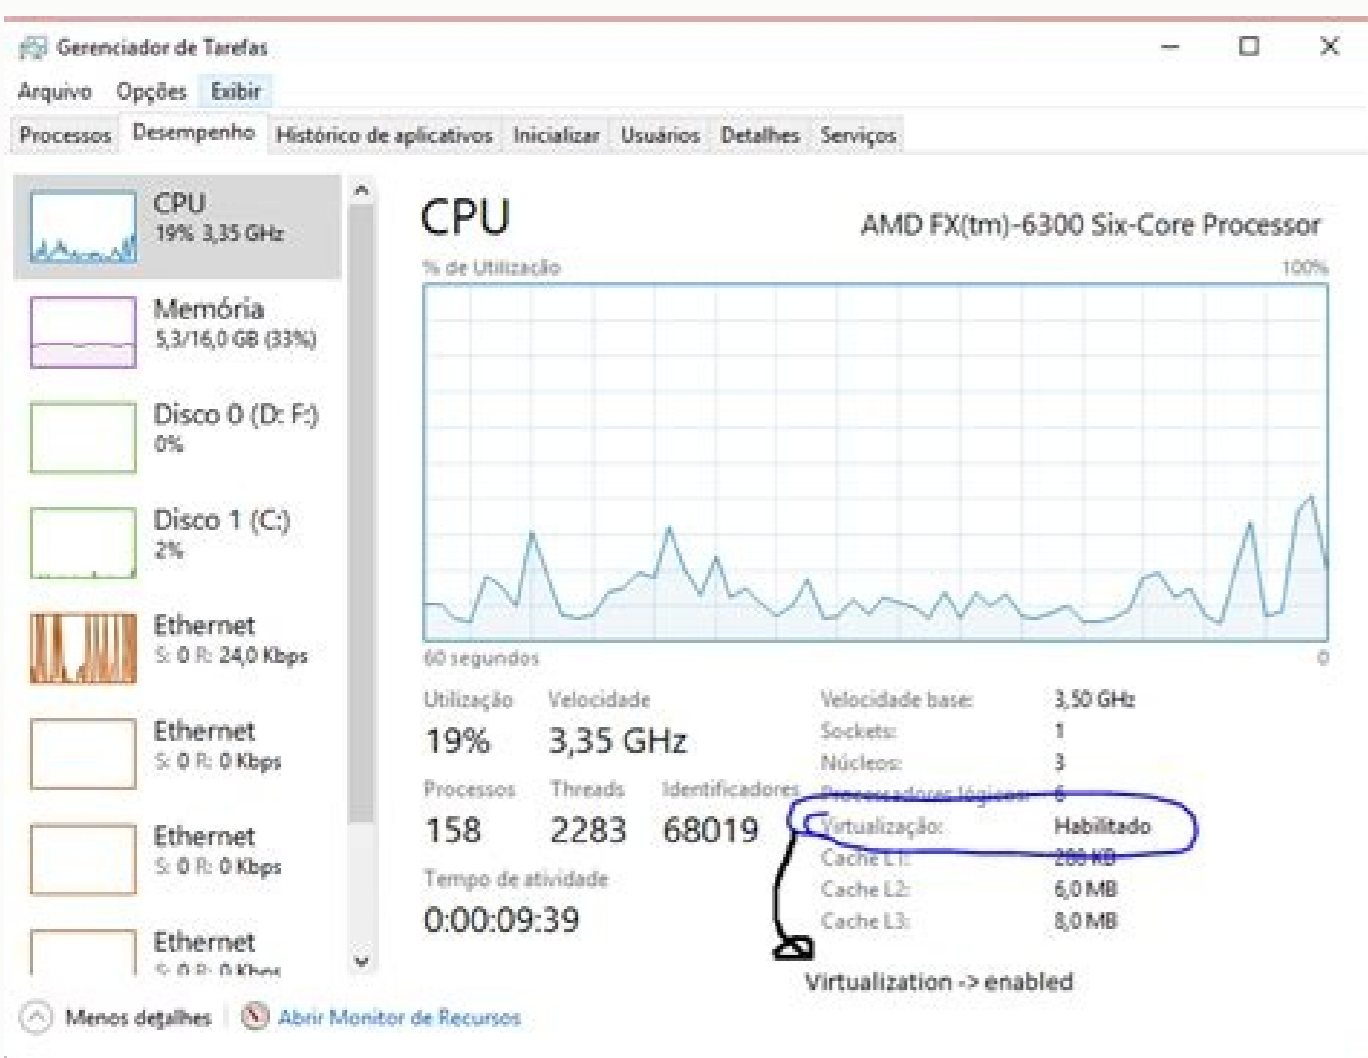 Gerenciador de Tarefas
Arquivo Opções Exibir
Processos Desempenho Histórico de aplicativos Inicializar Usuários Detalhes Serviços
CPU
19% 3,35 GHz
Memória
5,3/16,0 GB (33%)
Disco 0 (D: F:)
0%
Disco 1 (C:)
2%
Ethernet
S: 0 R: 24,0 Kbps
Ethernet
S: 0 R: 0 Kbps
Ethernet
S: 0 R: 0 Kbps
Ethernet
S: 0 R: 0 Kbps
CPU
AMD FX(tm)-6300 Six-Core Processor
% de Utilização 100%
60 segundos 0
Utilização Velocidade
19% 3,35 GHz
Processos Threads Identificadores
158 2283 68019
Tempo de atividade
0:00:09:39
Velocidade base: 3,50 GHz
Sockets: 1
Núcleos: 3
Processadores lógicos: 6
Virtualização: Habilitado
Cache L1: 288 KB
Cache L2: 6,0 MB
Cache L3: 8,0 MB
Virtualization -> enabled
Menos detalhes
Abrir Monitor de Recursos